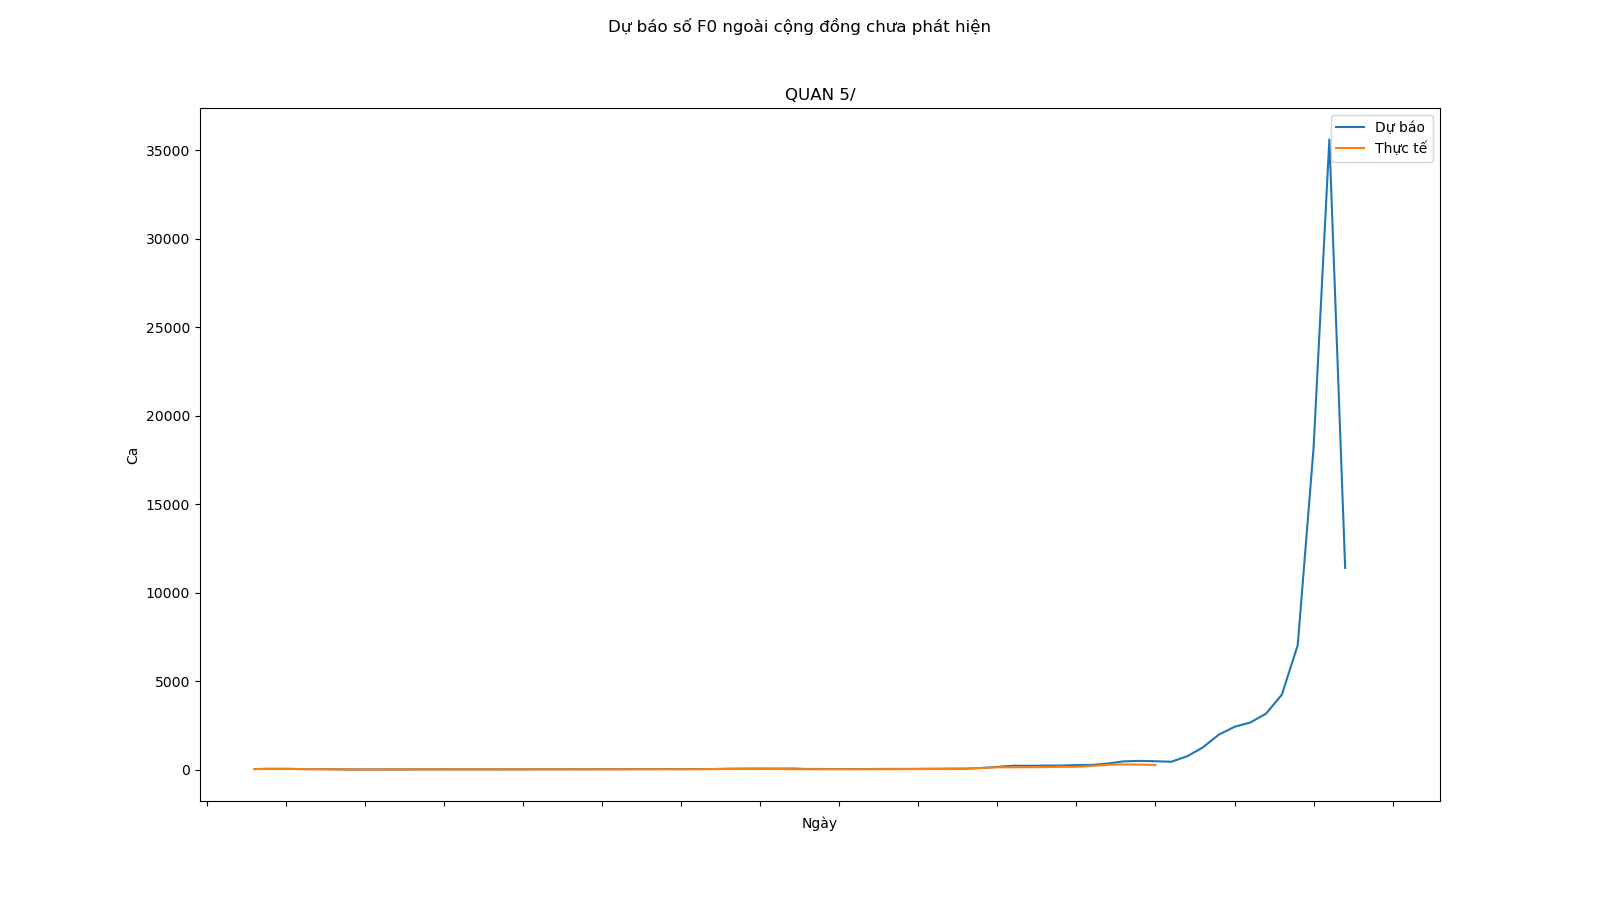 Dự báo số F0 ngoài cộng đồng chưa phát hiện
QUAN 5/
Dự báo
Thực tế
35000
30000
25000
20000
15000
10000
5000
0
Ca
Ngày